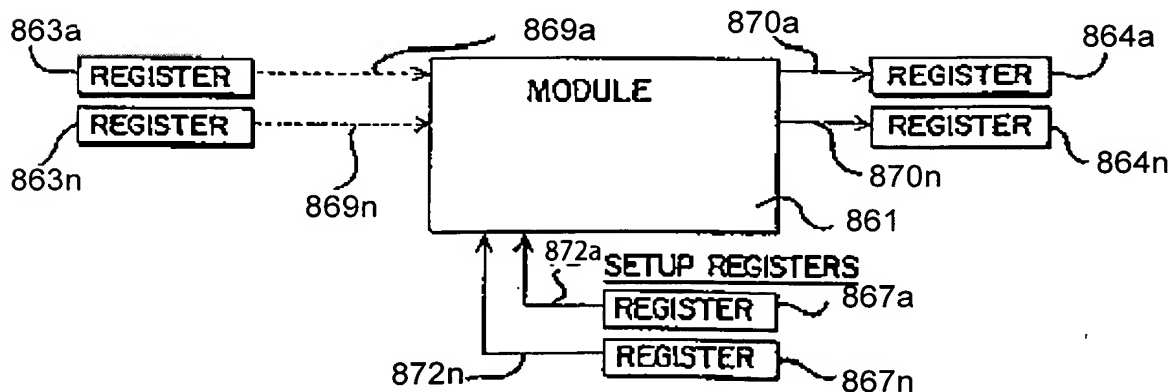 863a
869a
870a
864a
REGISTER
MODULE
REGISTER
REGISTER
REGISTER
863n
869n
870n
864n
861
872a
SETUP REGISTERS
REGISTER
867a
REGISTER
872n
867n